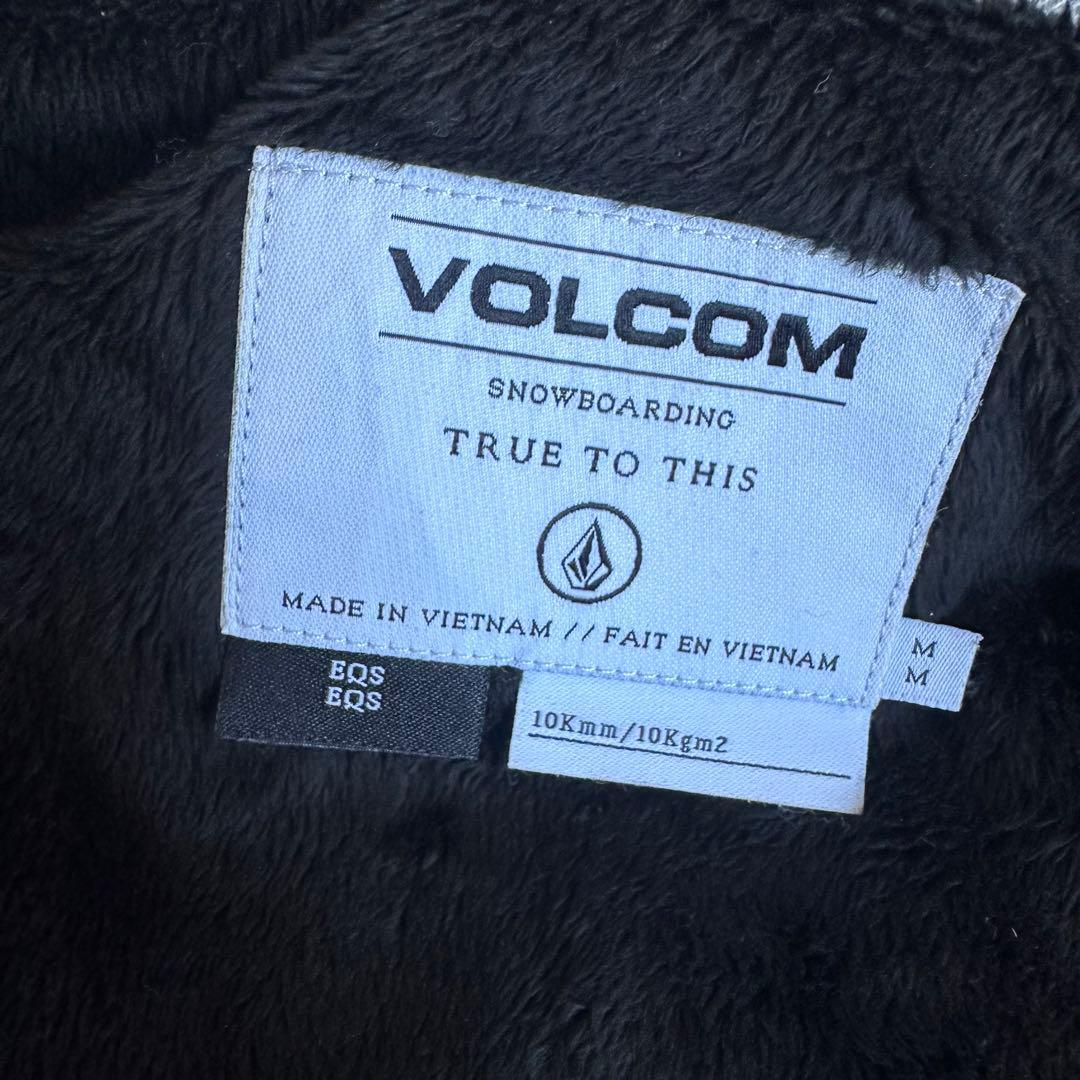 VOLCOM
SNOWBOARDING
TRUE TO THIS
MADE IN VIETNAM // FAIT EN VIETNAM
M
M
EQS
EQS
10Kmm/10Kgm2